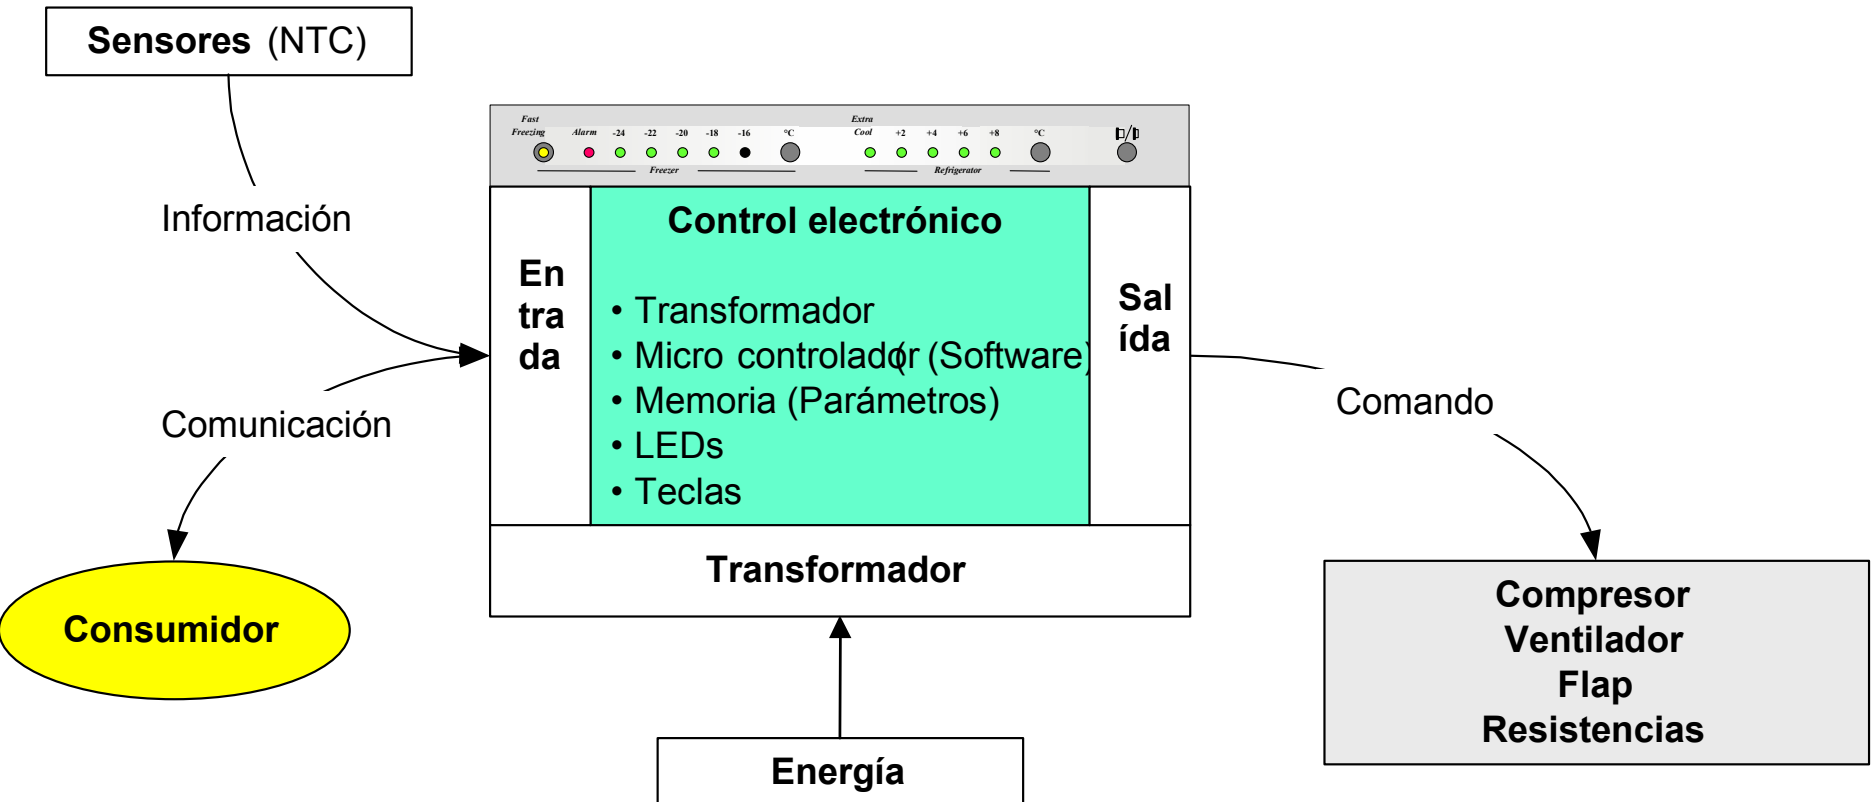 Sensores (NTC)
Fast
Freezing Alarm -24 -22 -20 -18 -16 °C
Freezer
Extra
Cool +2 +4 +6 +8 °C
Refrigerator
Información
Comunicación
Consumidor
En
tra
da
Control electrónico
• Transformador
• Micro controlador (Software)
• Memoria (Parámetros)
• LEDs
• Teclas
Sal
ída
Transformador
Energía
Comando
Compresor
Ventilador
Flap
Resistencias